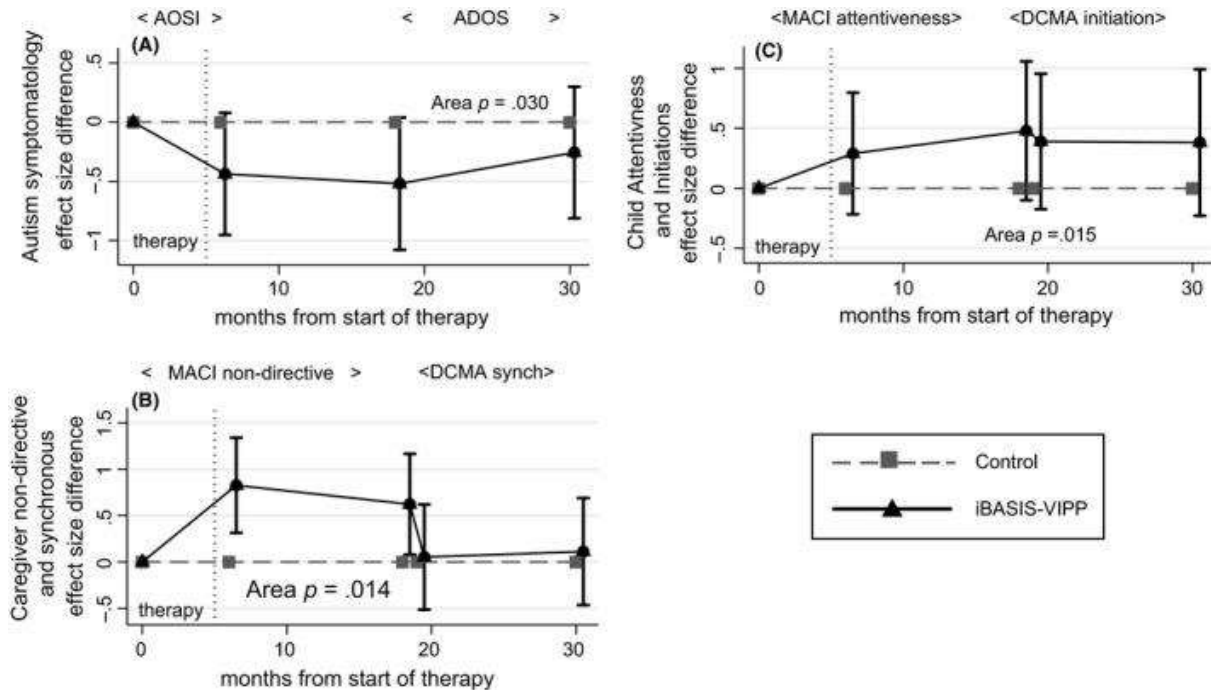 < AOSI >
< ADOS >
(A)
Autism symptomatology
effect size difference
.5
0
-.5
-1
Area p = .030
therapy
0
10
20
30
months from start of therapy
<MACI attentiveness>
<DCMA initiation>
(C)
Child Attentivness
and Initiations
effect size difference
1
.5
0
-.5
Area p =.015
therapy
0
10
20
30
months from start of therapy
< MACI non-directive >
<DCMA synch>
(B)
Caregiver non-directive
and synchronous
effect size difference
1.5
1
.5
0
-.5
Area p = .014
therapy
0
10
20
30
months from start of therapy
Control
iBASIS-VIPP